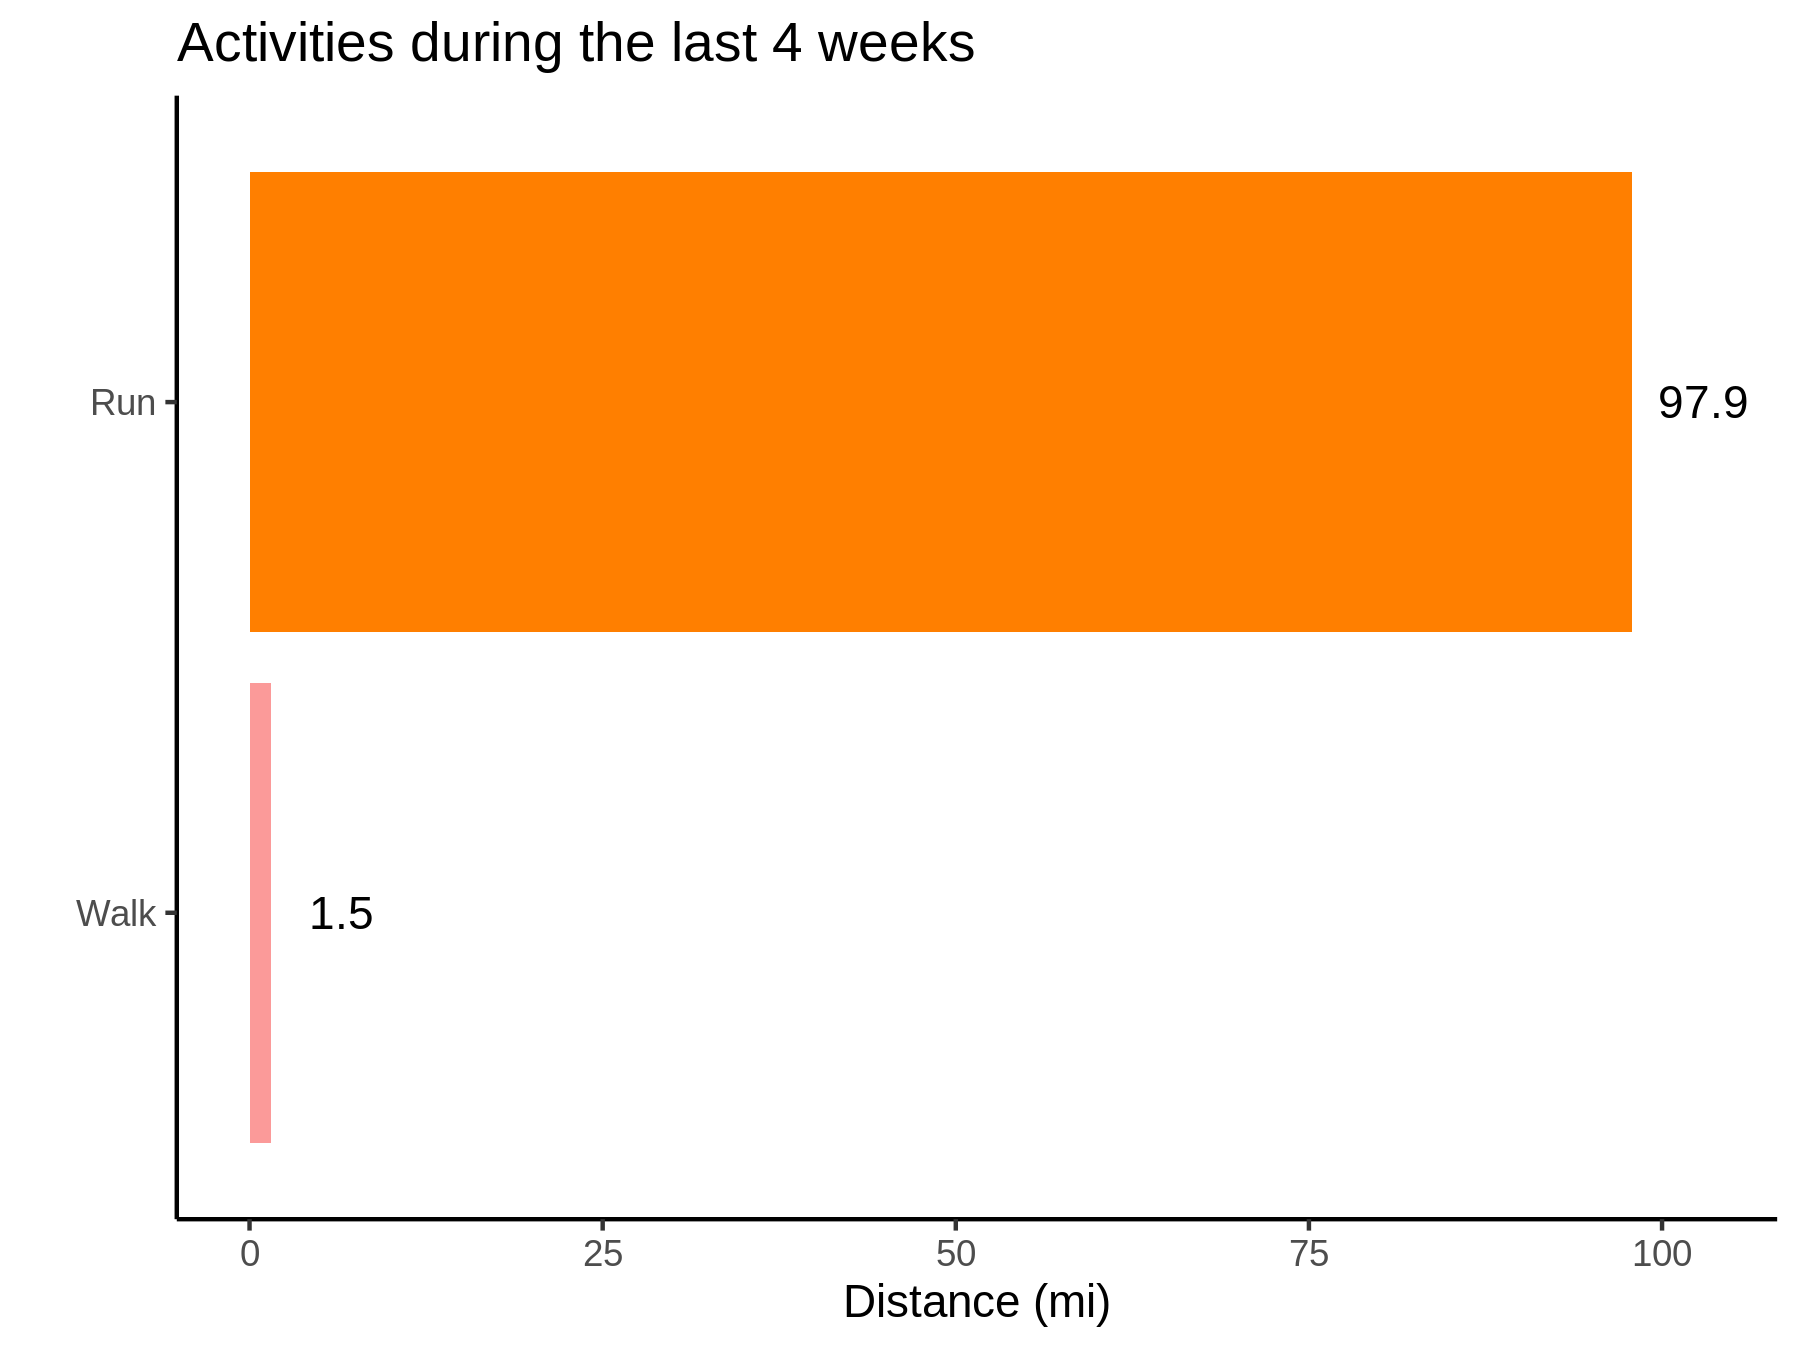 Activities during the last 4 weeks
Run
97.9
Walk
1.5
0 25 50 75 100
Distance (mi)